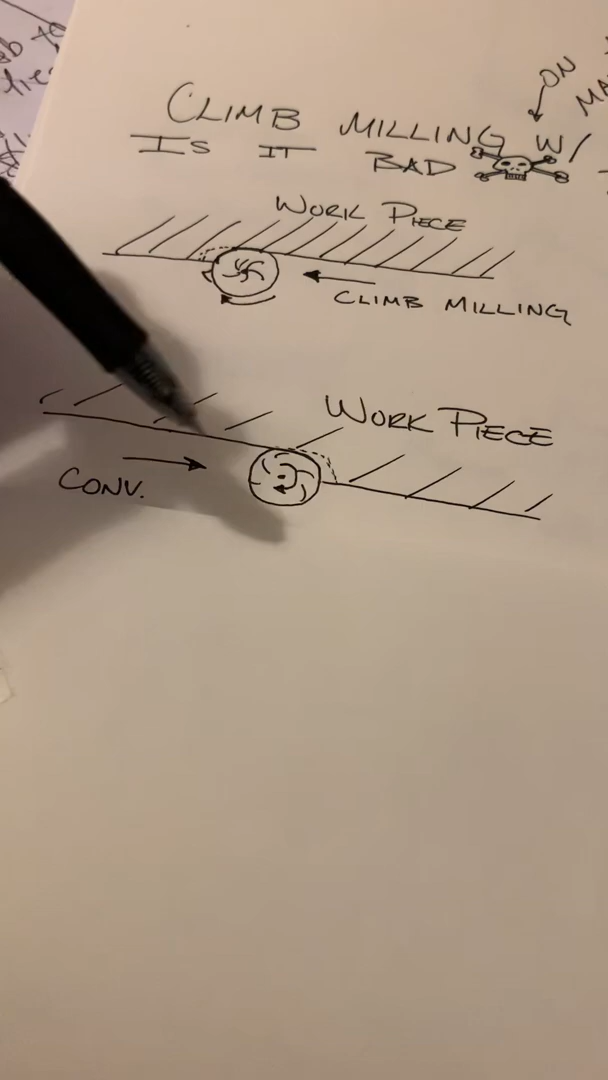 ON
CLIMB MILLING W/
IS IT BAD
WORK PIECE
CLIMB MILLING
WORK PIECE
CONV.